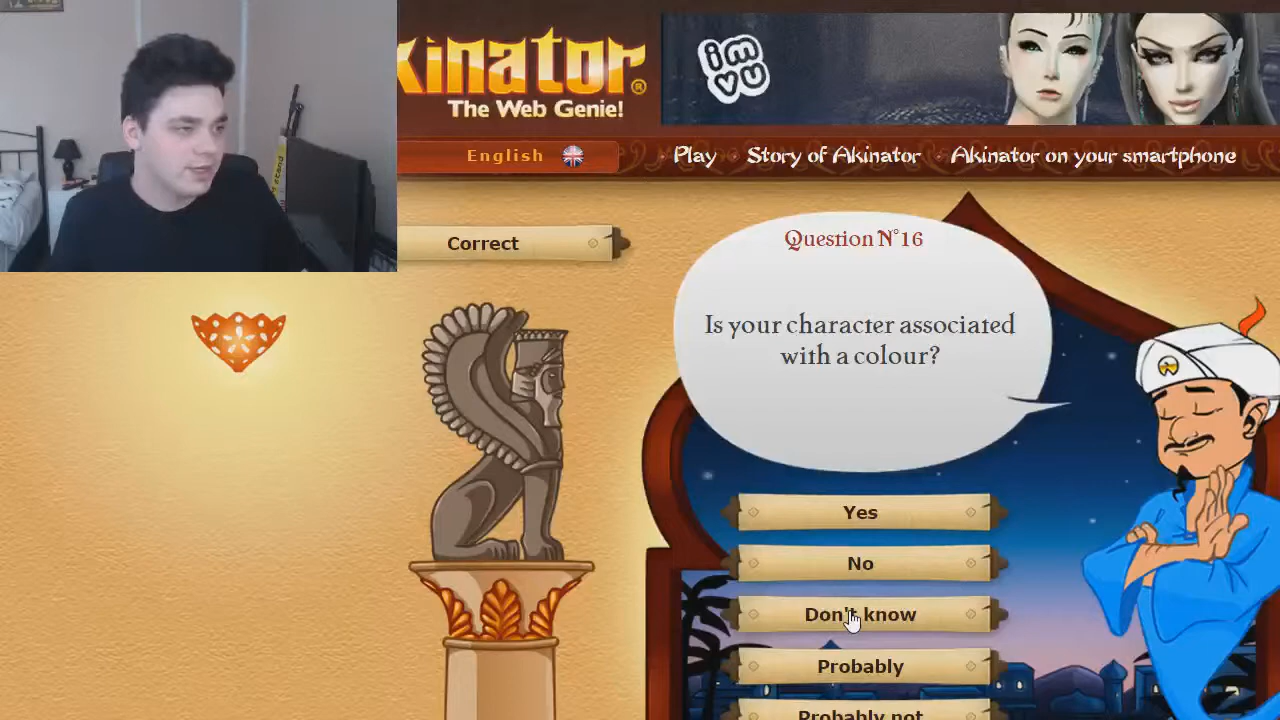 kinator®
The Web Genie!
imvu
English
Play
Story of Akinator
Akinator on your smartphone
Correct
Question N°16
Is your character associated
with a colour?
Yes
No
Don't know
Probably
Probably not